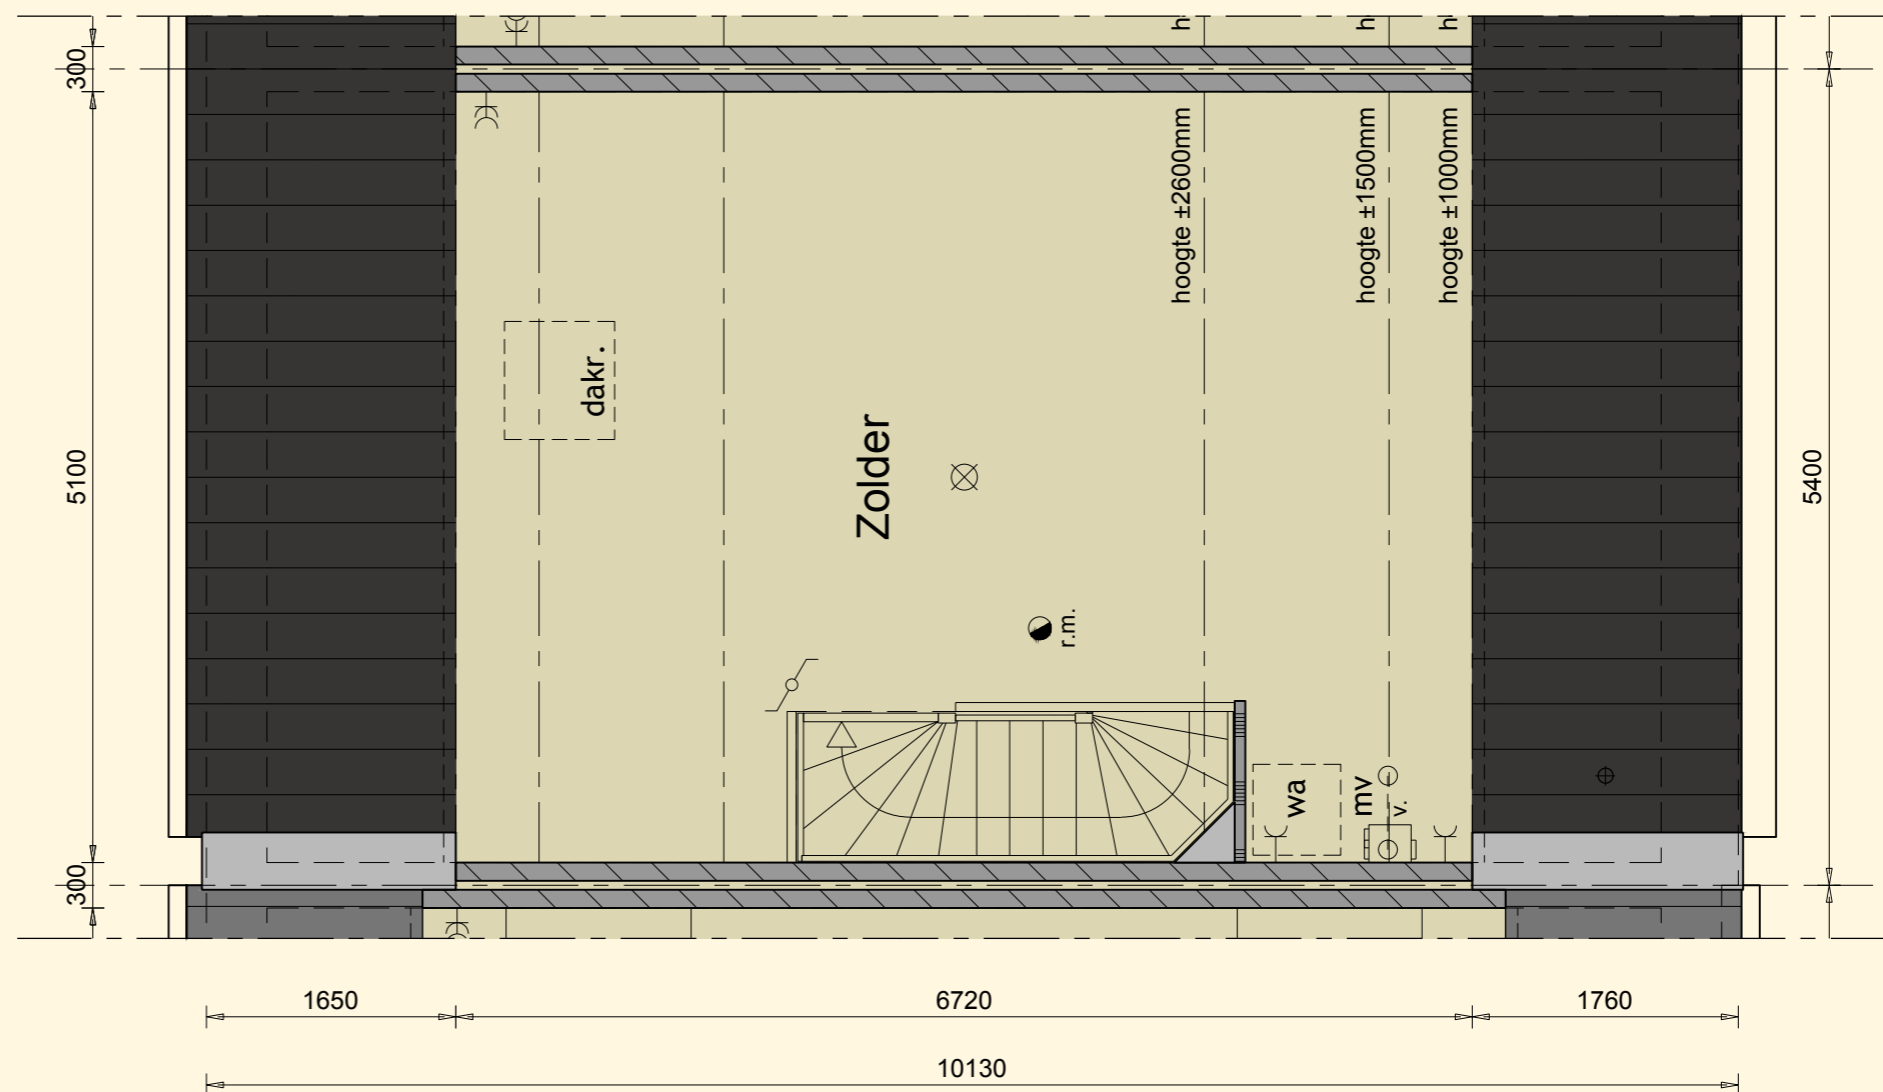 h
h
h
300
hoogte ±2600mm
hoogte ±1500mm
hoogte ±1000mm
dakr.
Zolder
5100
5400
r.m.
wa
mv
v.
300
1650
6720
1760
10130